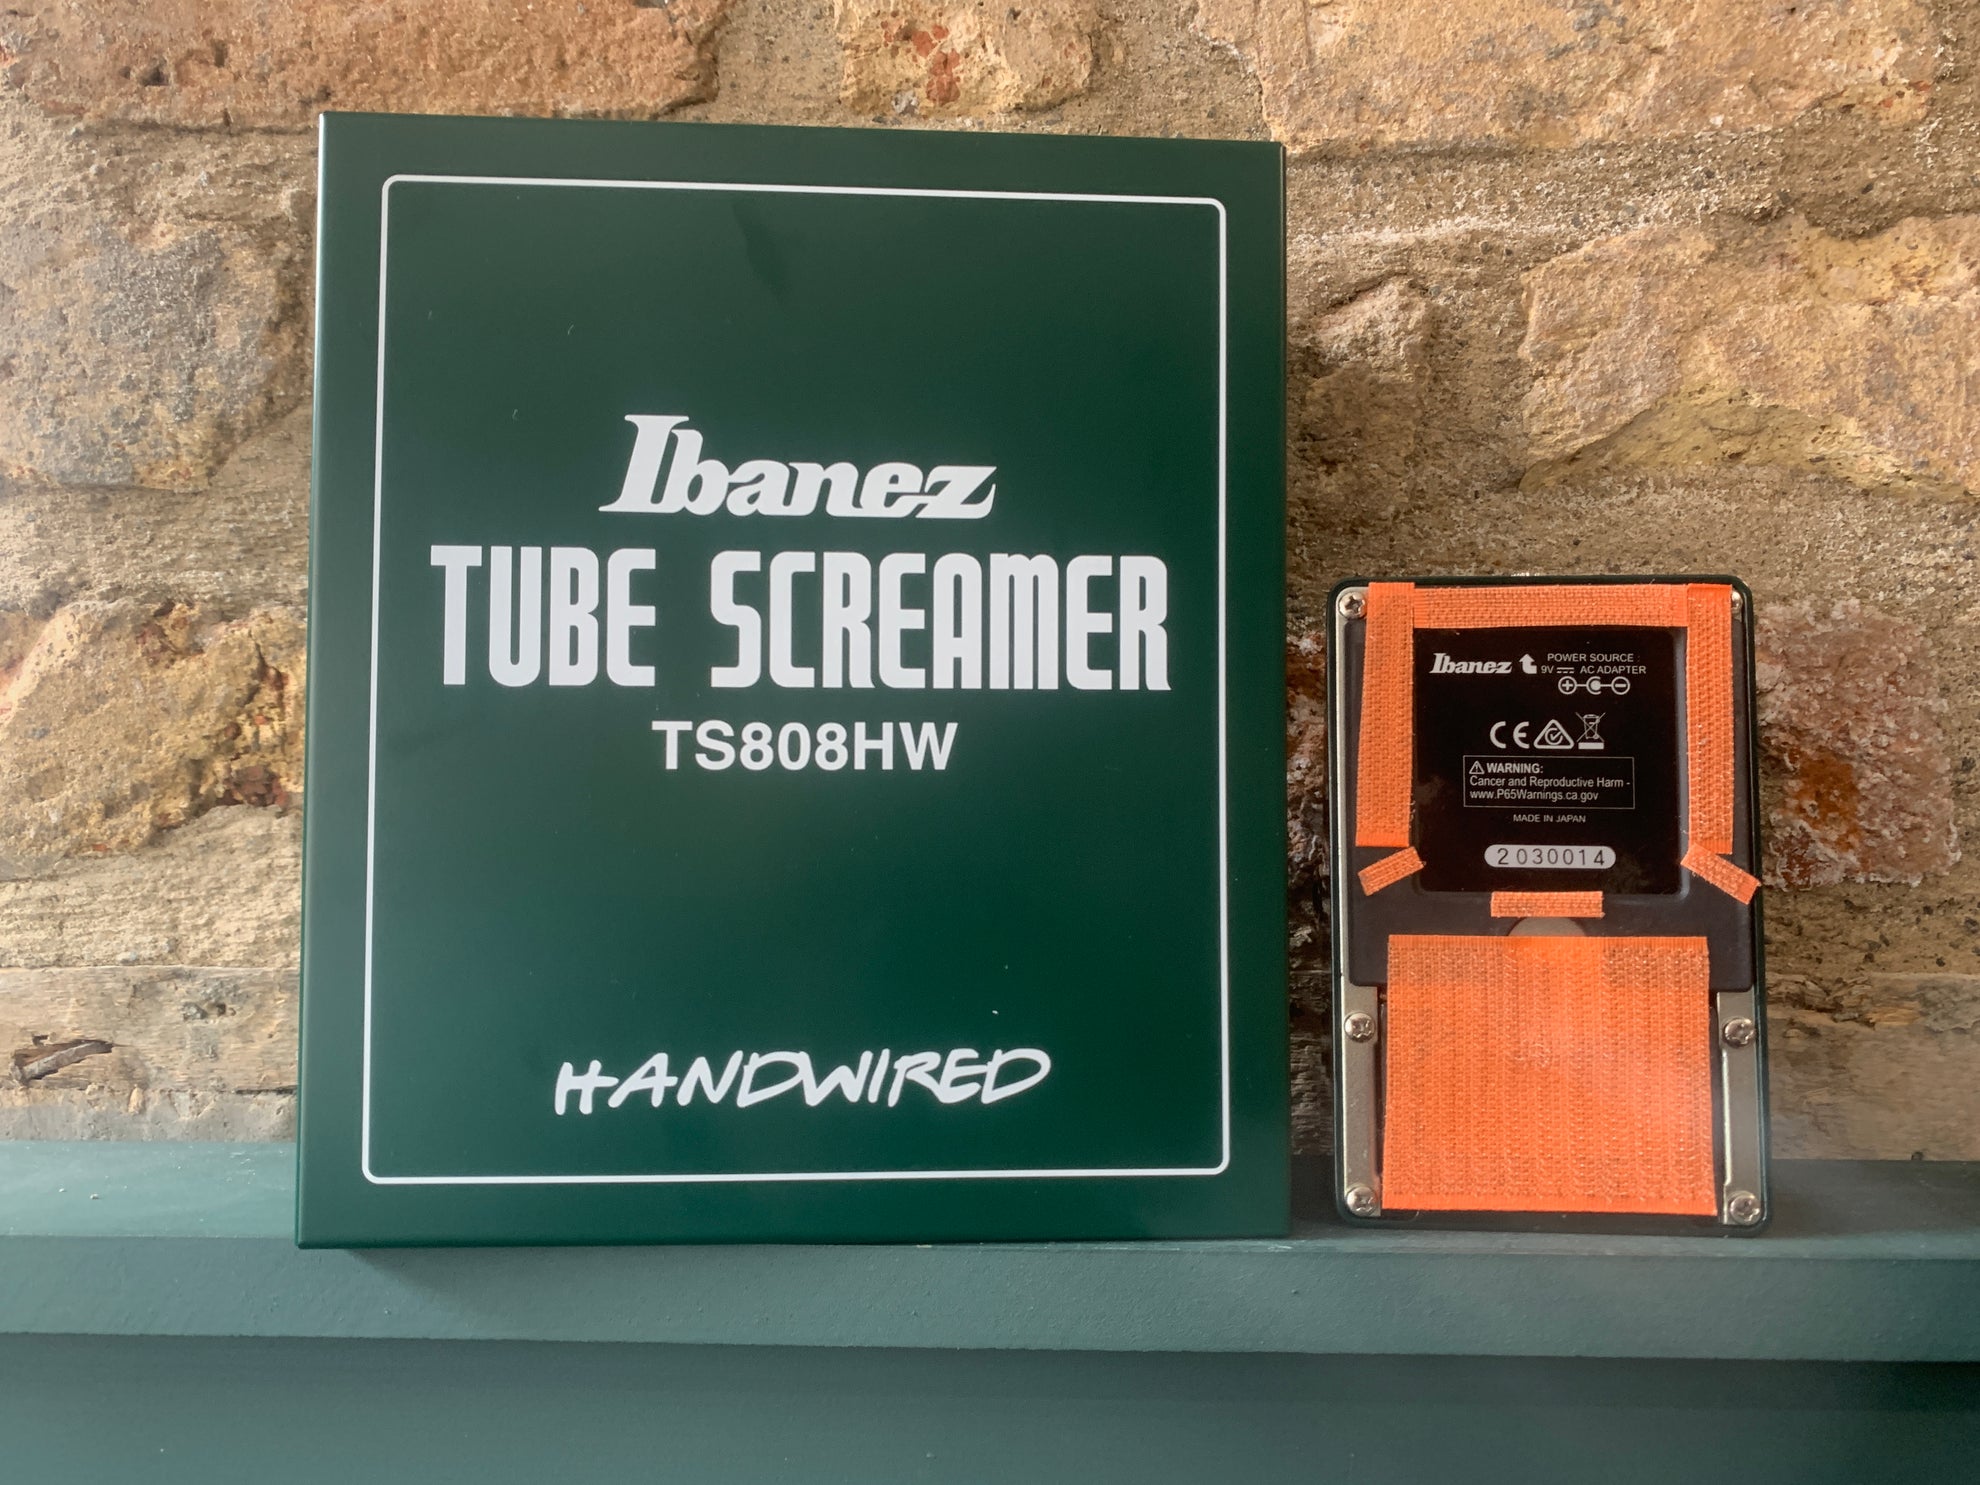 Ibanez
TUBE SCREAMER
TS808HW
HANDWIRED
Ibanez POWER SOURCE :
9V AC ADAPTER
CE
WARNING:
Cancer and Reproductive Harm -
www.P65Warnings.ca.gov
MADE IN JAPAN
2030014